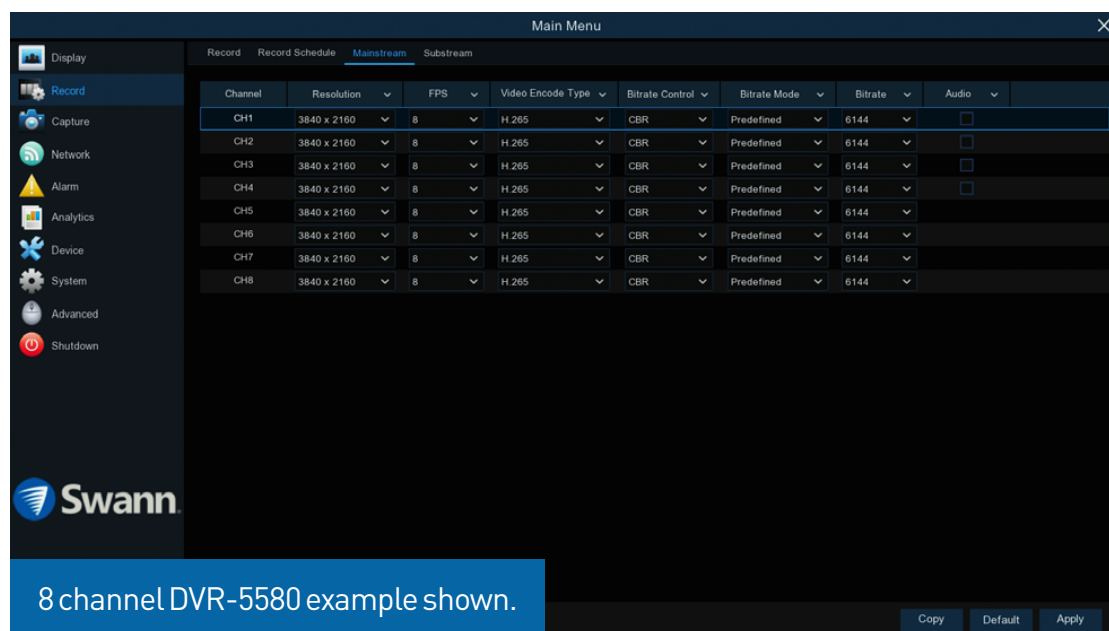 Main Menu
Display
Record
Capture
Network
Alarm
Analytics
Device
System
Advanced
Shutdown
Record Record Schedule Mainstream Substream
Channel Resolution FPS Video Encode Type Bitrate Control Bitrate Mode Bitrate Audio
CH1 3840 x 2160 8 H.265 CBR Predefined 6144
CH2 3840 x 2160 8 H.265 CBR Predefined 6144
CH3 3840 x 2160 8 H.265 CBR Predefined 6144
CH4 3840 x 2160 8 H.265 CBR Predefined 6144
CH5 3840 x 2160 8 H.265 CBR Predefined 6144
CH6 3840 x 2160 8 H.265 CBR Predefined 6144
CH7 3840 x 2160 8 H.265 CBR Predefined 6144
CH8 3840 x 2160 8 H.265 CBR Predefined 6144
Swann
8 channel DVR-5580 example shown.
Copy Default Apply